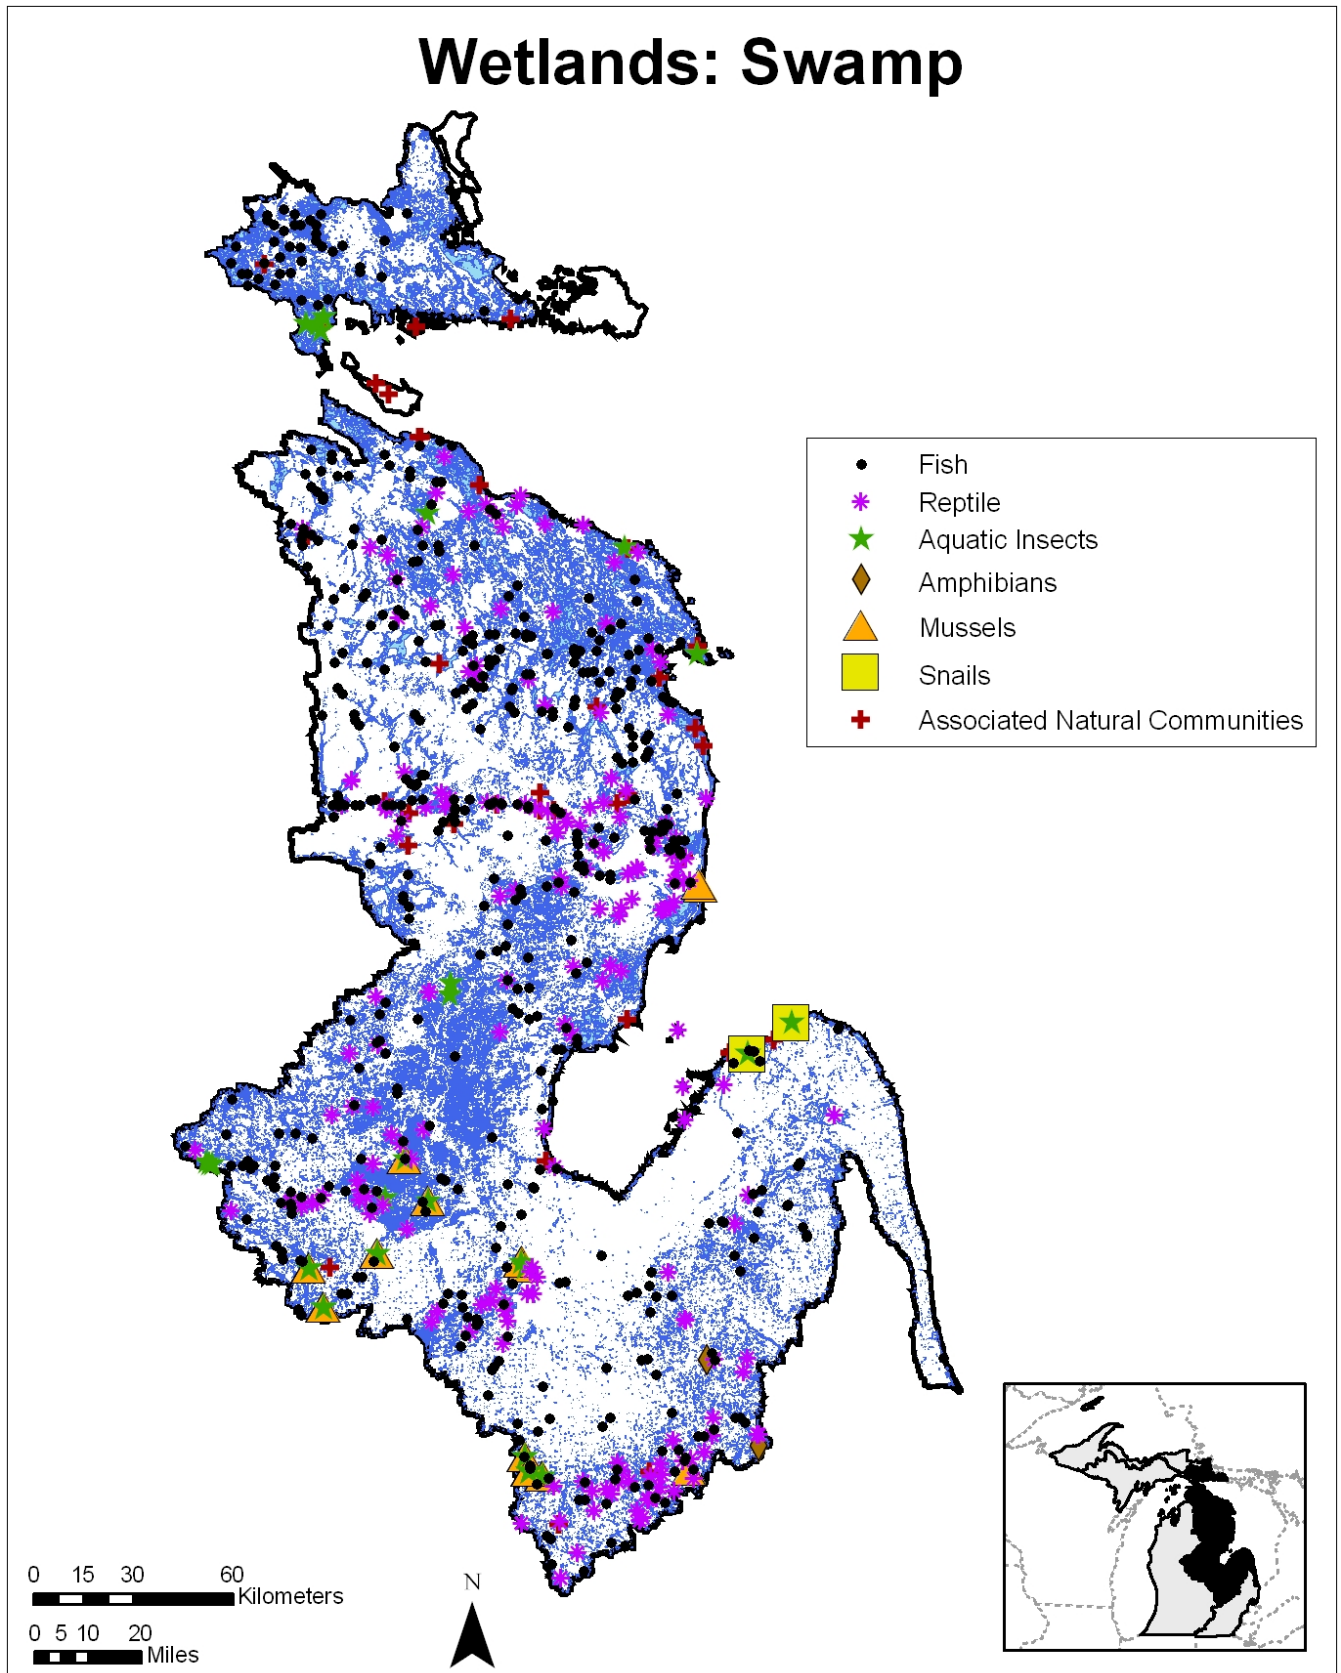 Wetlands: Swamp
Fish
Reptile
Aquatic Insects
Amphibians
Mussels
Snails
Associated Natural Communities
0 15 30 60
Kilometers
0 5 10 20
Miles
N